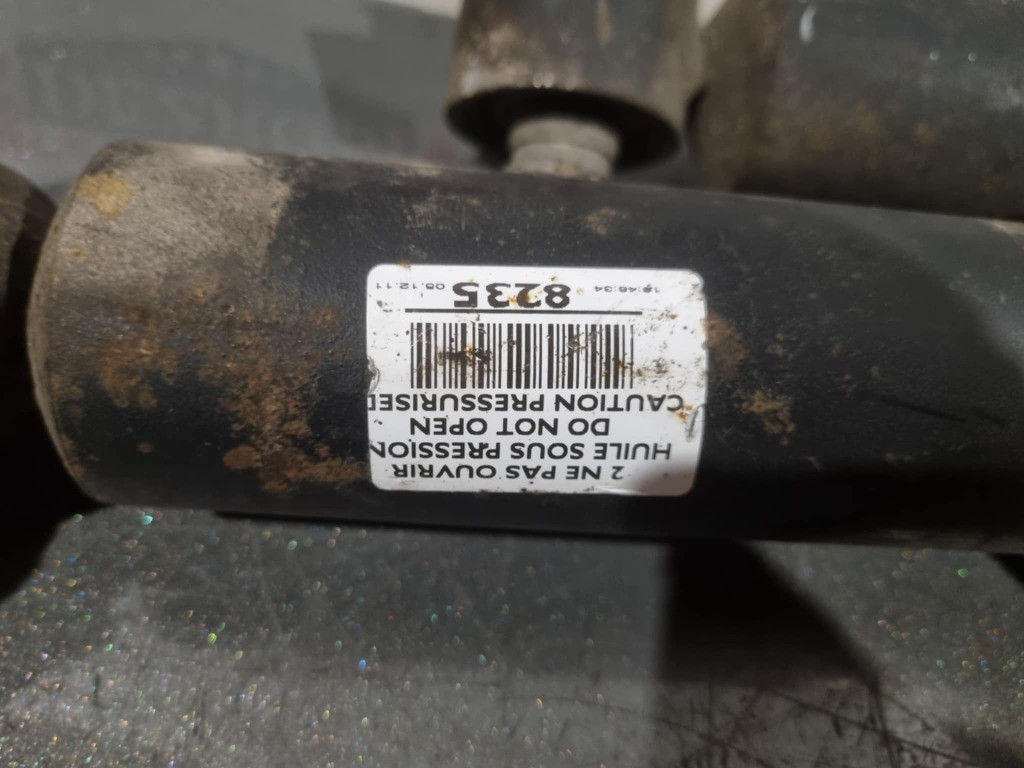 2 NE PAS OUVRIR
HUILE SOUS PRESSION
DO NOT OPEN
CAUTION PRESSURISED
18:46:34 8235 05.12.11